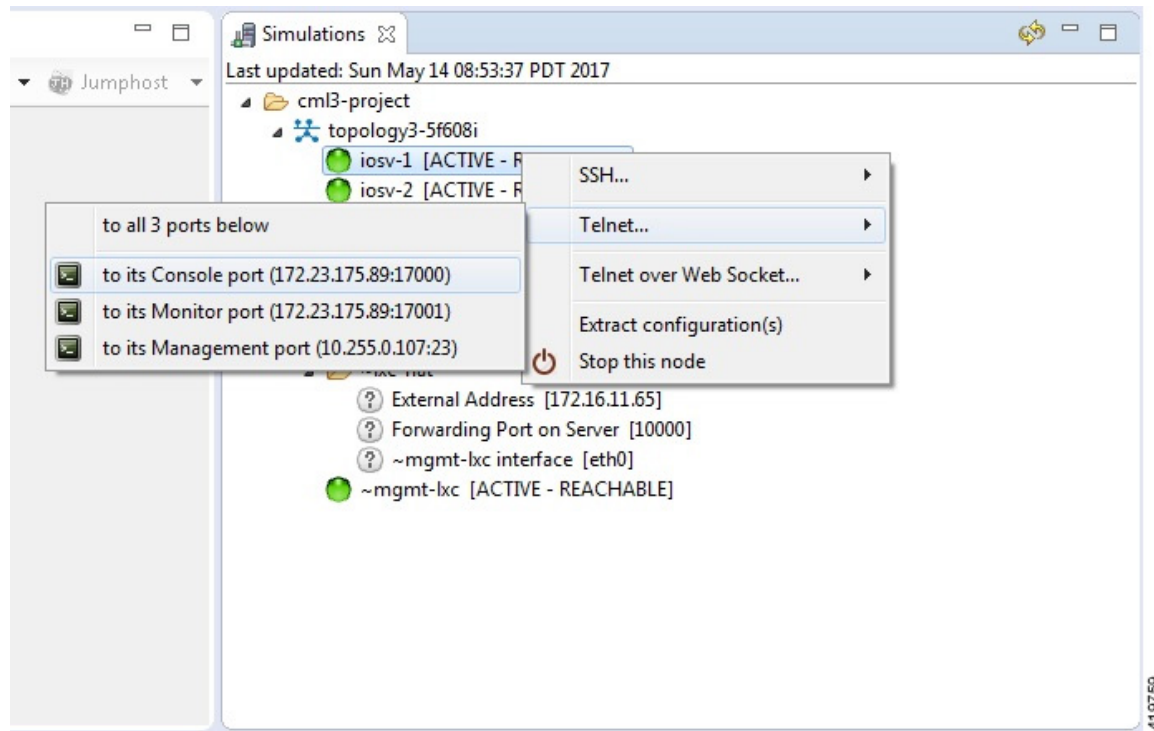 Simulations
Jumphost
Last updated: Sun May 14 08:53:37 PDT 2017
cml3-project
topology3-5f608i
iosv-1 [ACTIVE - R
iosv-2 [ACTIVE - R
SSH...
Telnet...
Telnet over Web Socket...
Extract configuration(s)
Stop this node
to all 3 ports below
to its Console port (172.23.175.89:17000)
to its Monitor port (172.23.175.89:17001)
to its Management port (10.255.0.107:23)
External Address [172.16.11.65]
Forwarding Port on Server [10000]
~mgmt-lxc interface [eth0]
~mgmt-lxc [ACTIVE - REACHABLE]